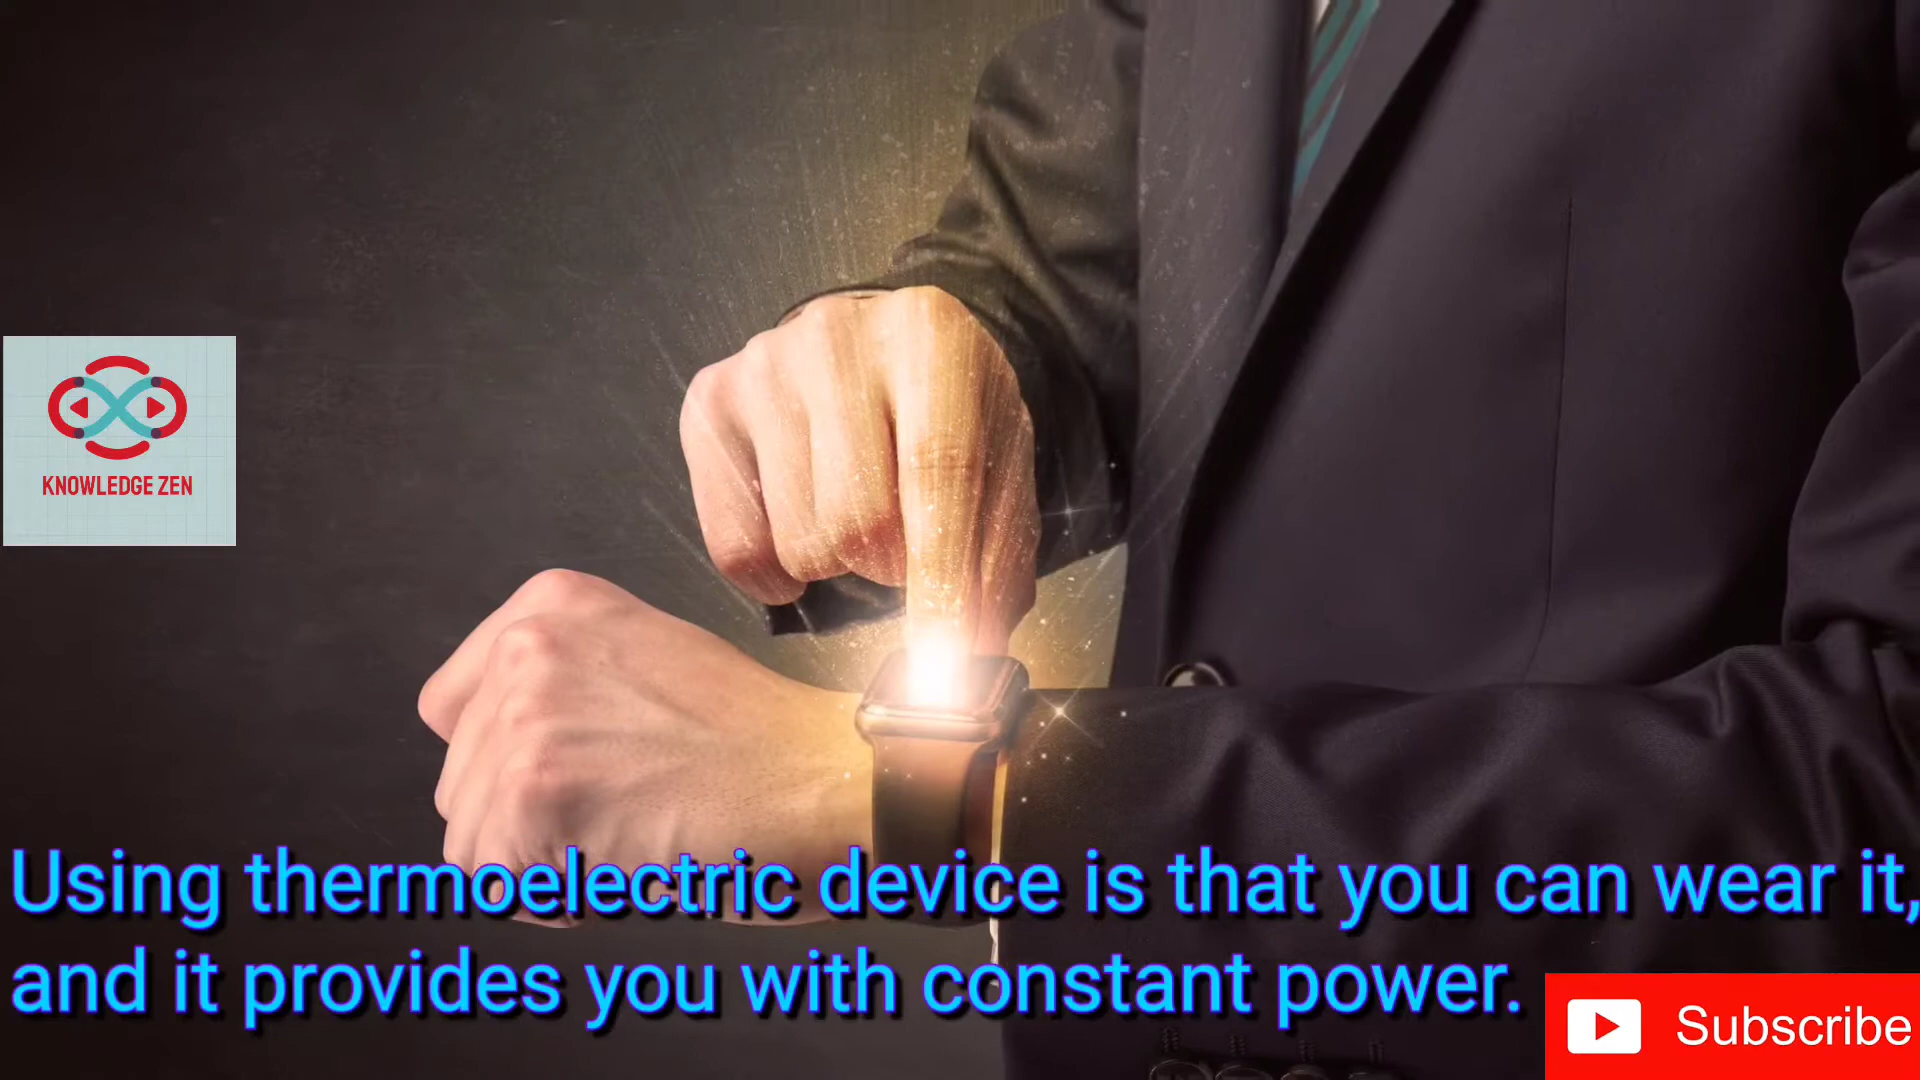 KNOWLEDGE ZEN
Using thermoelectric device is that you can wear it,
and it provides you with constant power.
Subscribe